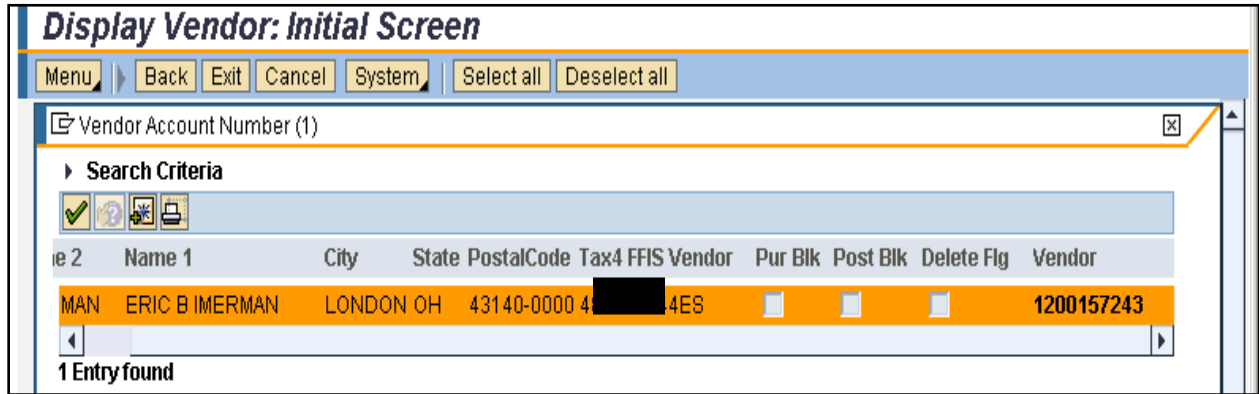 Display Vendor: Initial Screen
Menu Back Exit Cancel System Select all Deselect all
Vendor Account Number (1)
Search Criteria
ne 2 Name 1 City State PostalCode Tax4 FFIS Vendor Pur Blk Post Blk Delete Flg Vendor
MAN ERIC B IMERMAN LONDON OH 43140-0000 4 4ES 1200157243
1 Entry found